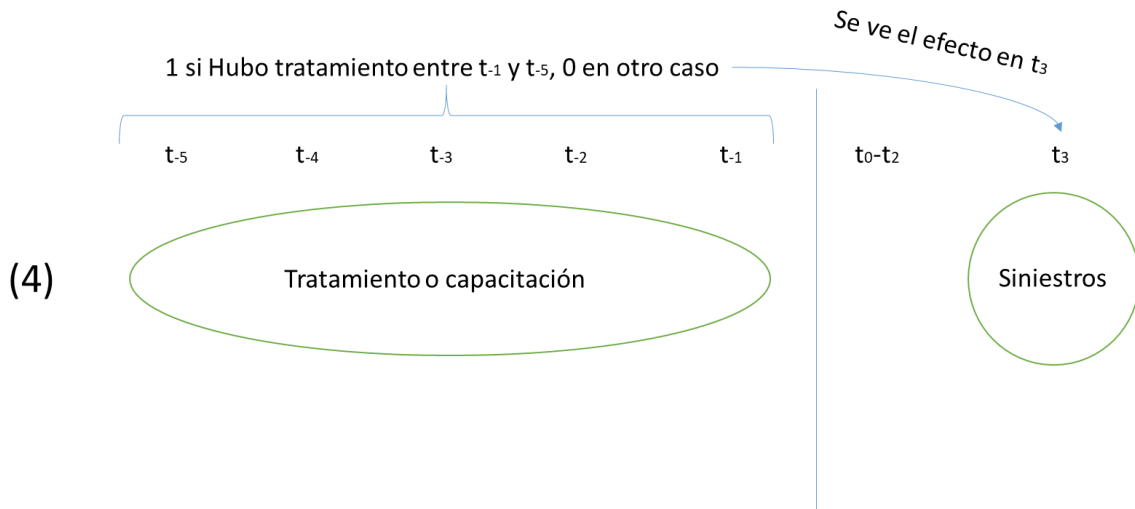 Se ve el efecto en t₃
1 si Hubo tratamiento entre t₋₁ y t₋₅, 0 en otro caso
t₋₅ t₋₄ t₋₃ t₋₂ t₋₁ t₀-t₂ t₃
(4) Tratamiento o capacitación Siniestros